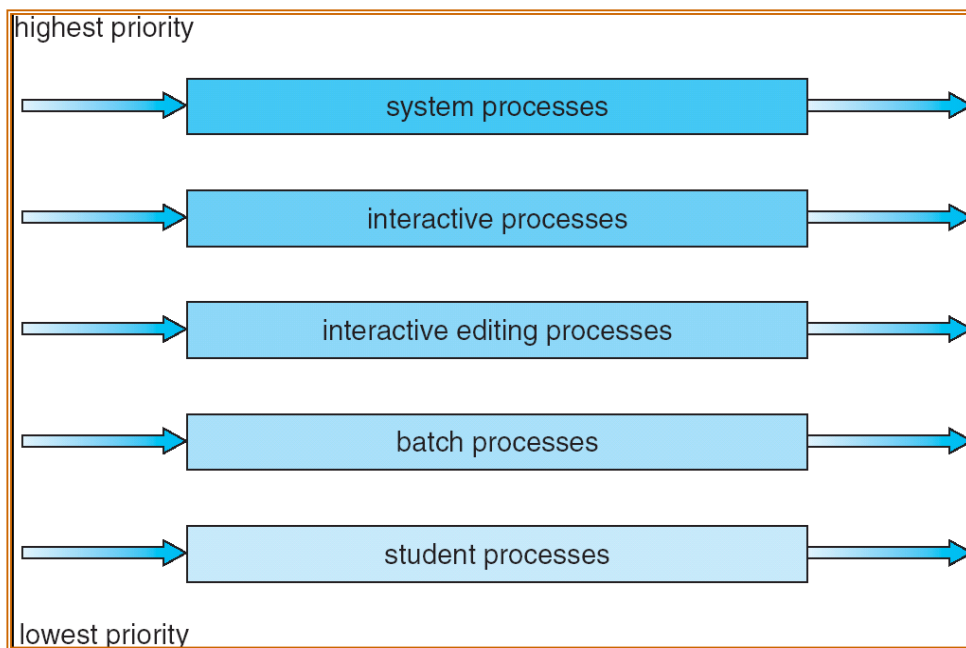 highest priority
system processes
interactive processes
interactive editing processes
batch processes
student processes
lowest priority